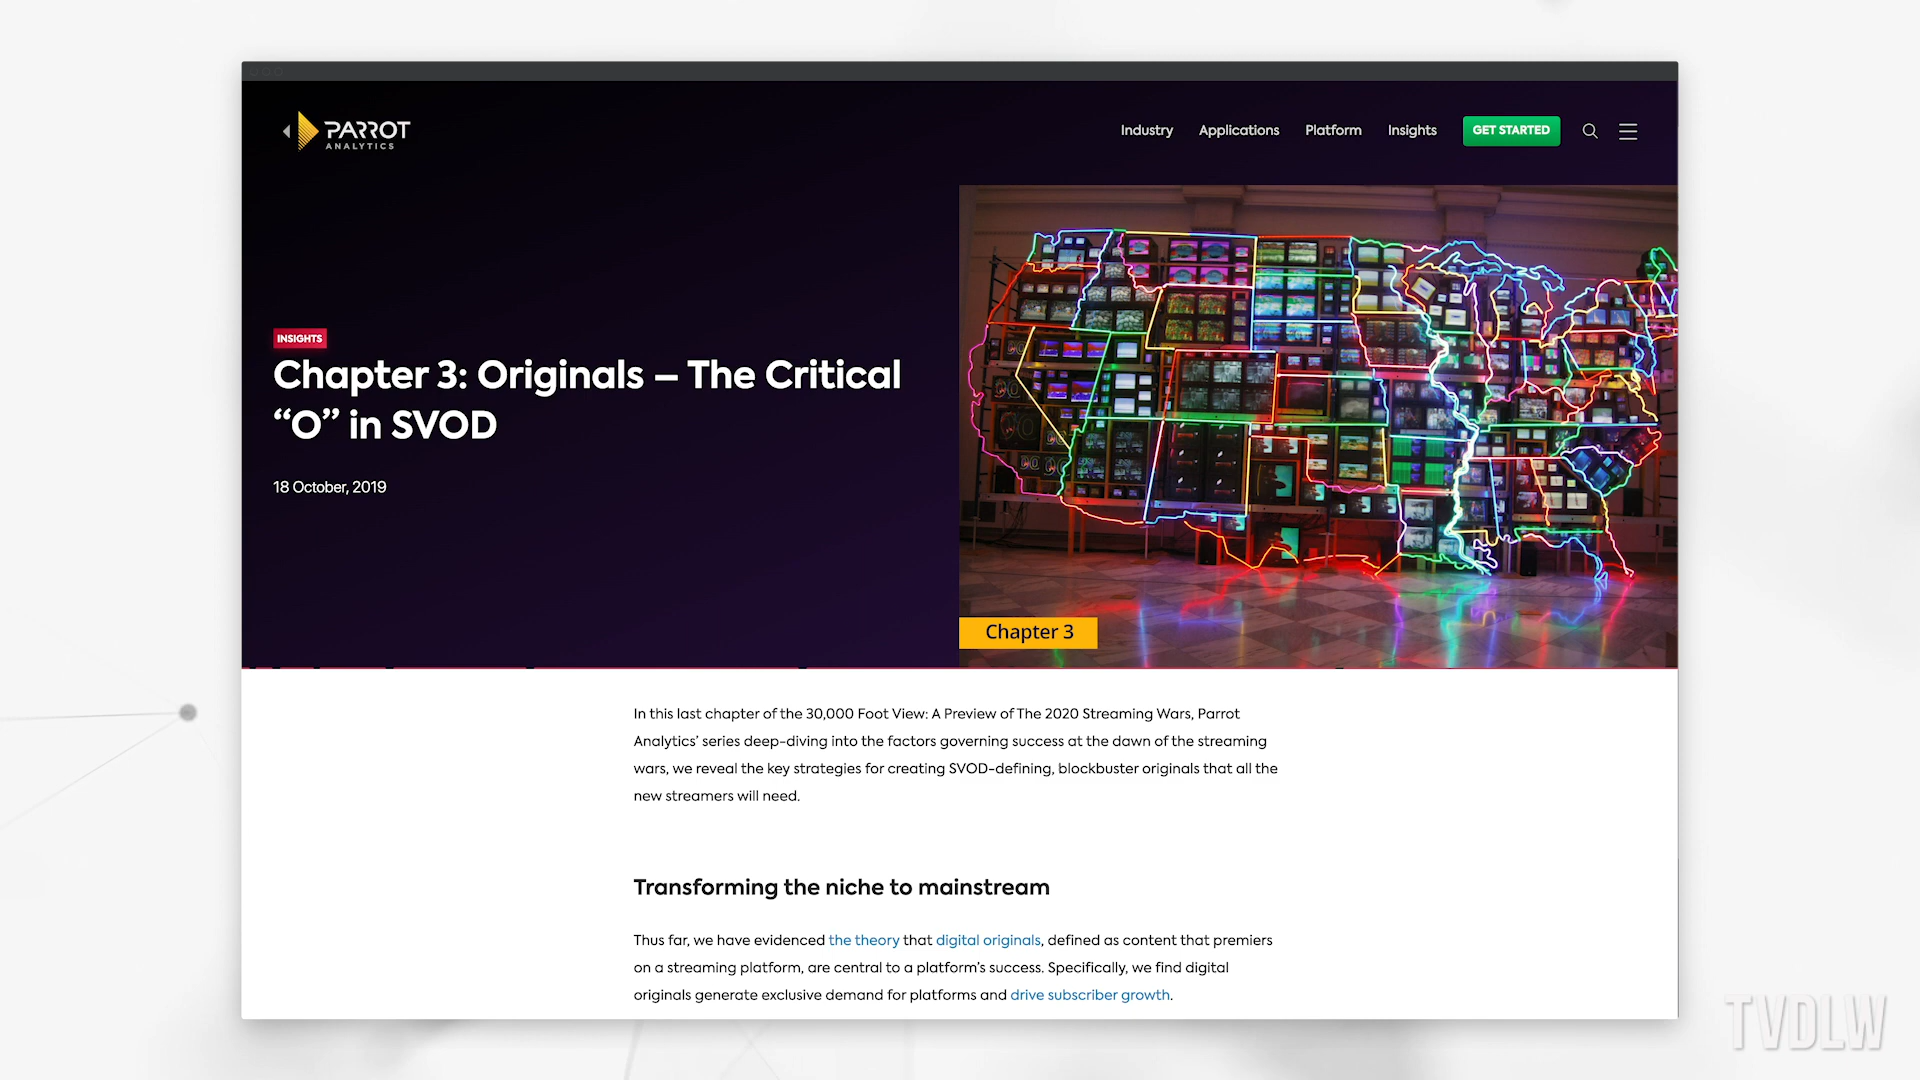 PARROT
ANALYTICS
Industry
Applications
Platform
Insights
GET STARTED
INSIGHTS
Chapter 3: Originals – The Critical
“O” in SVOD
18 October, 2019
Chapter 3
In this last chapter of the 30,000 Foot View: A Preview of The 2020 Streaming Wars, Parrot
Analytics’ series deep-diving into the factors governing success at the dawn of the streaming
wars, we reveal the key strategies for creating SVOD-defining, blockbuster originals that all the
new streamers will need.
Transforming the niche to mainstream
Thus far, we have evidenced the theory that digital originals, defined as content that premiers
on a streaming platform, are central to a platform’s success. Specifically, we find digital
originals generate exclusive demand for platforms and drive subscriber growth.
TVDLW